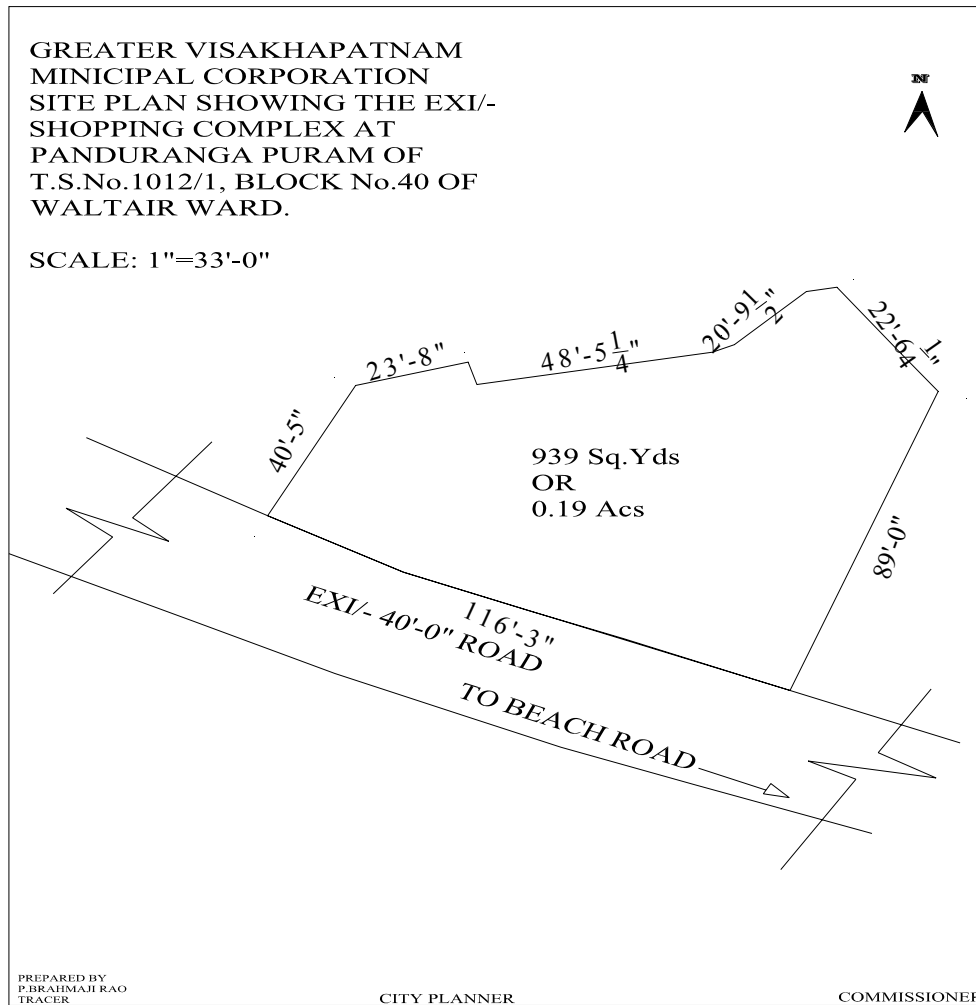 GREATER VISAKHAPATNAM
MINICIPAL CORPORATION
SITE PLAN SHOWING THE EXI/-
SHOPPING COMPLEX AT
PANDURANGA PURAM OF
T.S.No.1012/1, BLOCK No.40 OF
WALTAIR WARD.
SCALE: 1"=33'-0"
N
20'-9 1/2"
22'-6 1/4"
23'-8"
48'-5 1/4"
40'-5"
939 Sq.Yds
OR
0.19 Acs
89'-0"
116'-3"
EXI/- 40'-0" ROAD
TO BEACH ROAD
PREPARED BY
P.BRAHMAJI RAO
TRACER
CITY PLANNER
COMMISSIONER